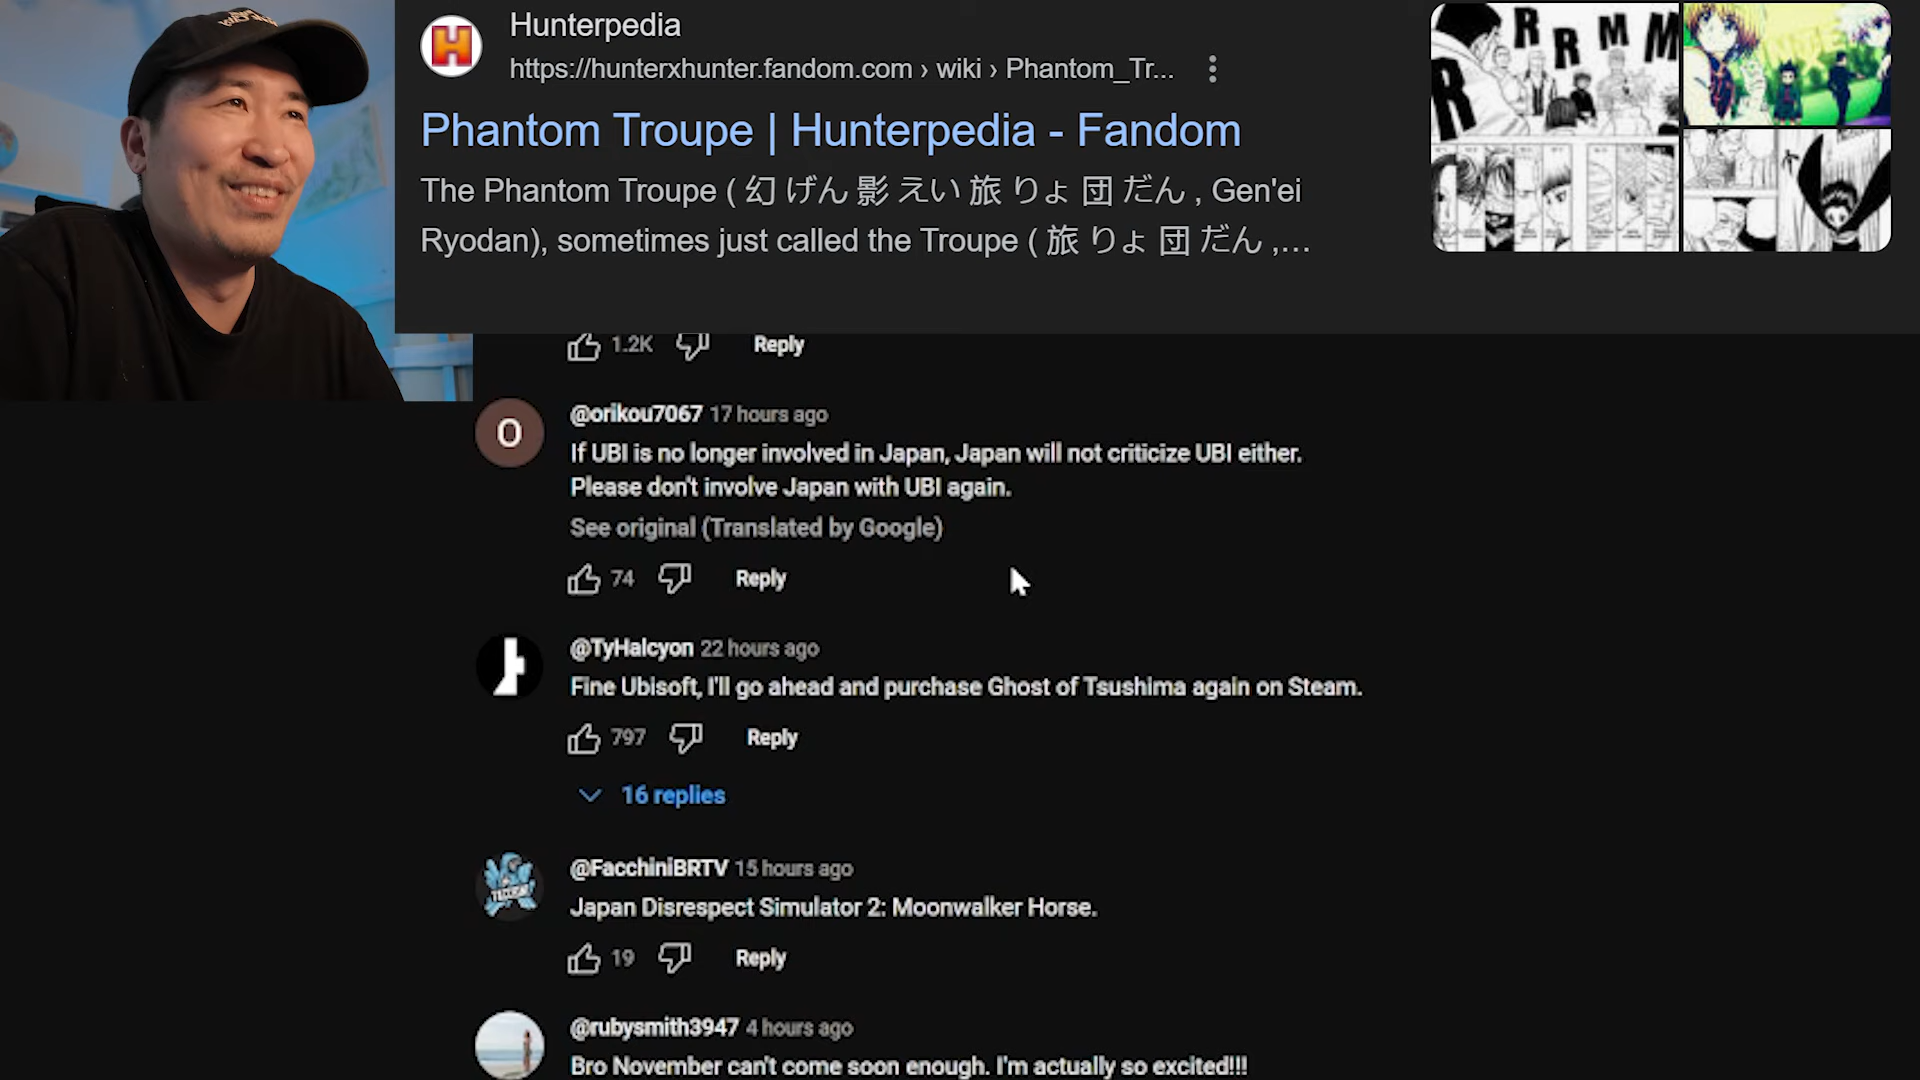 Hunterpedia
https://hunterxhunter.fandom.com › wiki › Phantom_Tr...
Phantom Troupe | Hunterpedia - Fandom
The Phantom Troupe ( 幻 げん 影 えい 旅 りょ 団 だん , Gen'ei
Ryodan), sometimes just called the Troupe ( 旅 りょ 団 だん ,...
R R M M
R
1.2K Reply
O
@orikou7067 17 hours ago
If UBI is no longer involved in Japan, Japan will not criticize UBI either.
Please don't involve Japan with UBI again.
See original (Translated by Google)
74 Reply
@TyHalcyon 22 hours ago
Fine Ubisoft, I'll go ahead and purchase Ghost of Tsushima again on Steam.
797 Reply
16 replies
@FacchiniBRTV 15 hours ago
Japan Disrespect Simulator 2: Moonwalker Horse.
19 Reply
@rubysmith3947 4 hours ago
Bro November can't come soon enough. I'm actually so excited!!!